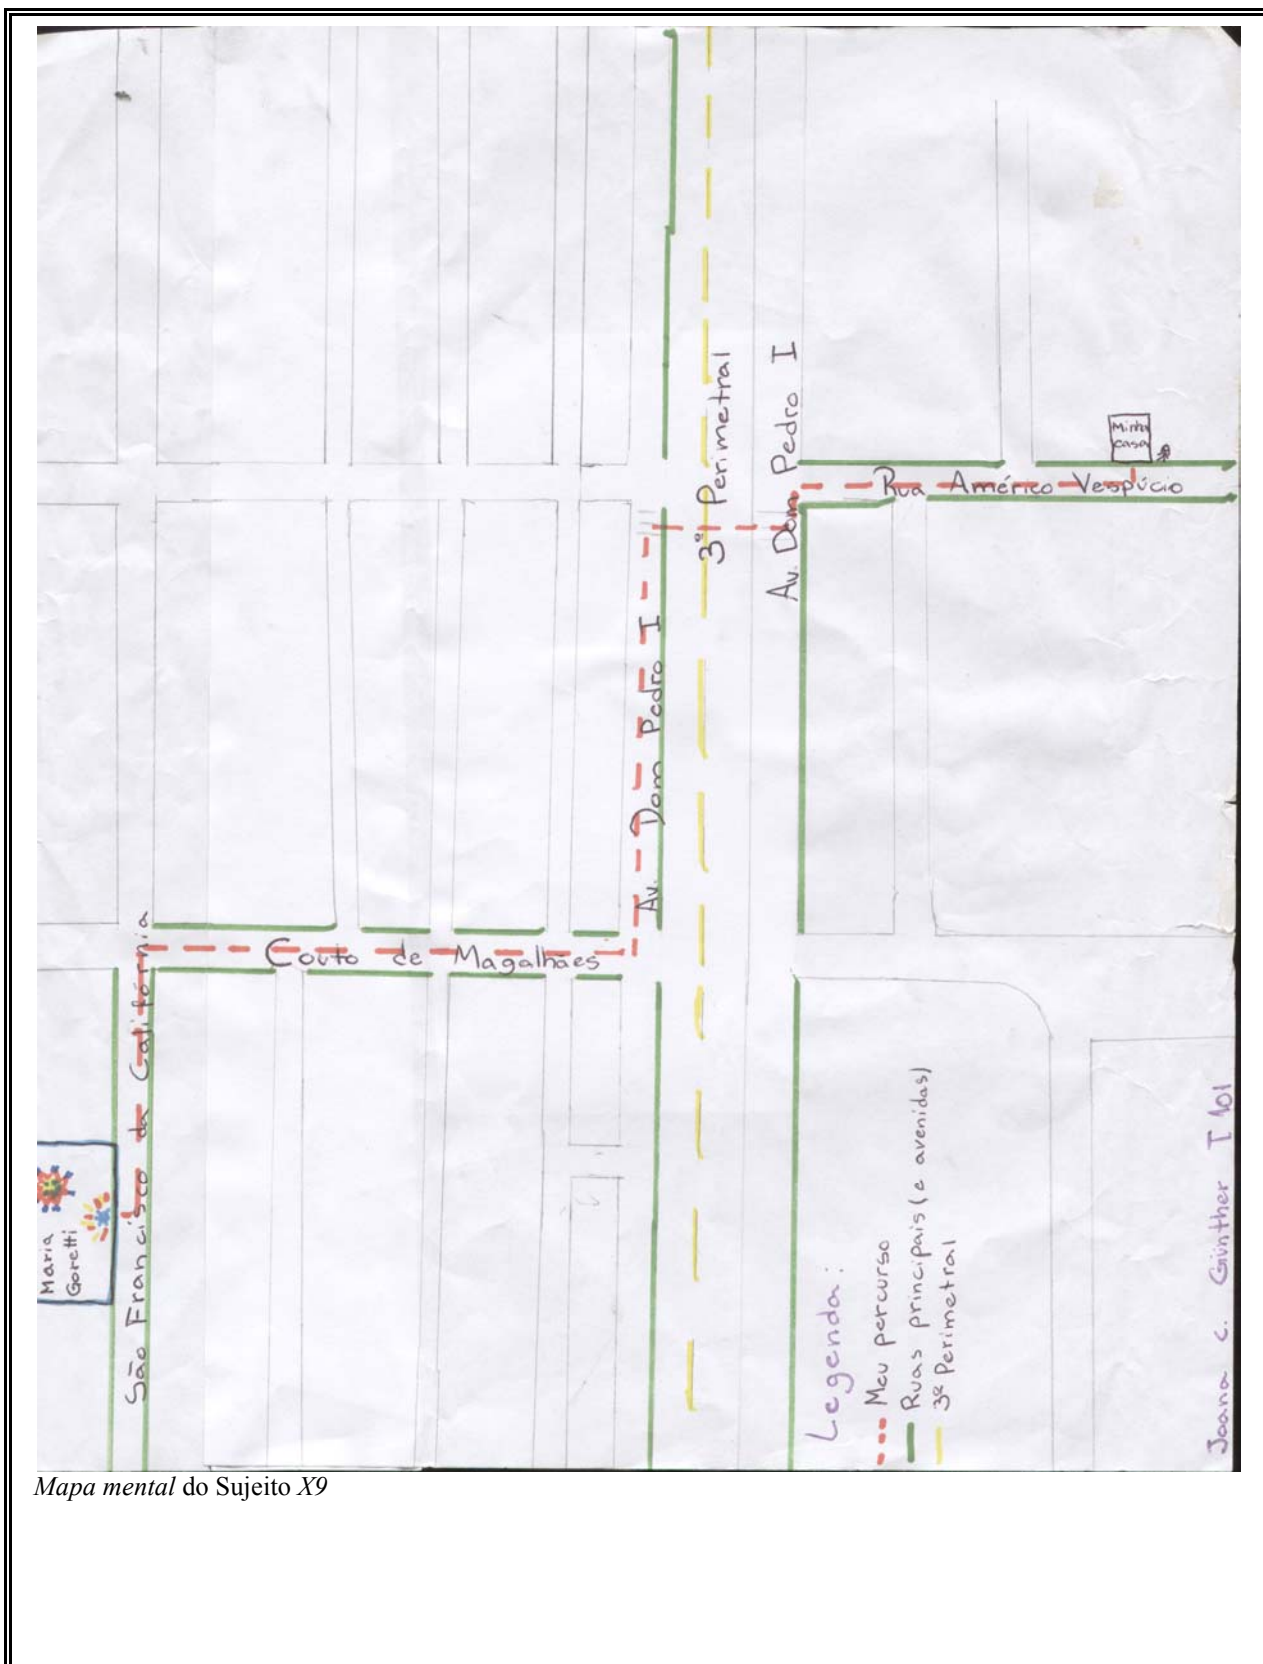 Minha
casa
Rua Américo Vespúcio
Av. Dom Pedro I
3º Perimetral
Av. Dom Pedro I
Couto de Magalhães
São Francisco da Califórnia
Maria
Goretti
Legenda:
Meu percurso
Ruas principais (e avenidas)
3ª Perimetral
Joana C. Günther T 101
Mapa mental do Sujeito X9